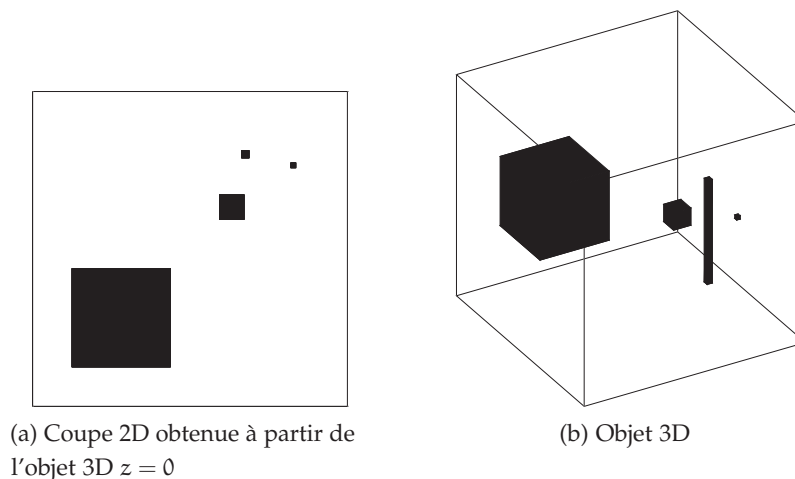 (a) Coupe 2D obtenue à partir de
l'objet 3D z = 0
(b) Objet 3D